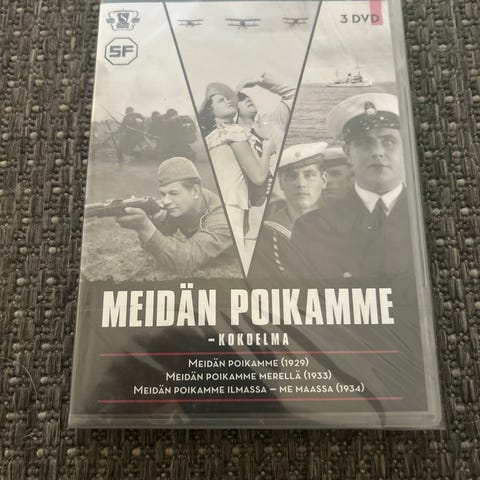 S
SF
3 DVD
MEIDÄN POIKAMME
– KOKOELMA
MEIDÄN POIKAMME (1929)
MEIDÄN POIKAMME MERELLÄ (1933)
MEIDÄN POIKAMME ILMASSA – ME MAASSA (1934)